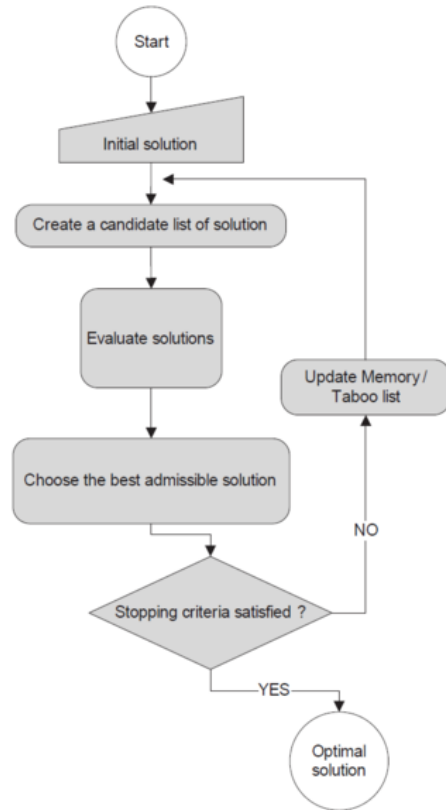 Start
Initial solution
Create a candidate list of solution
Evaluate solutions
Update Memory /
Taboo list
Choose the best admissible solution
NO
Stopping criteria satisfied ?
YES
Optimal
solution